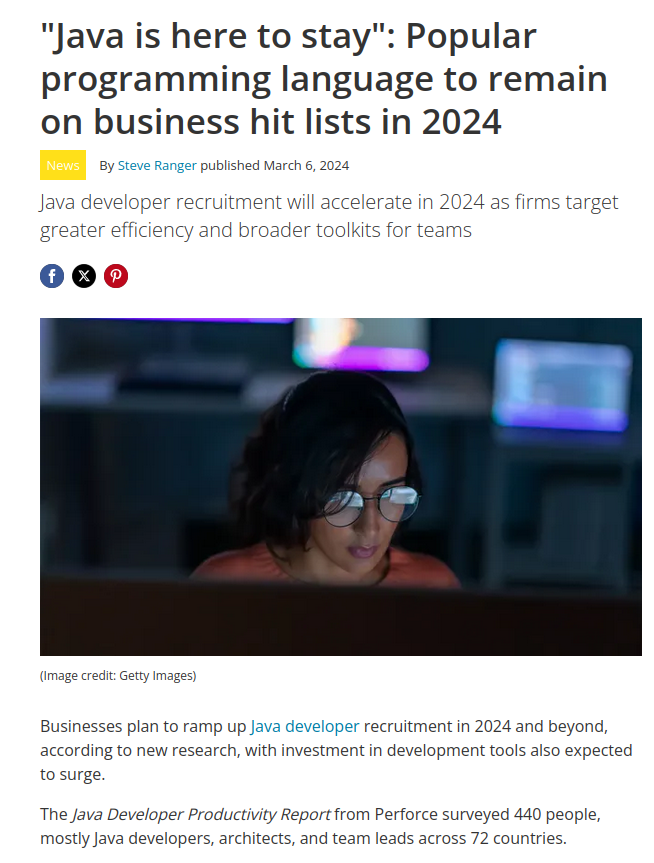 "Java is here to stay": Popular
programming language to remain
on business hit lists in 2024
News By Steve Ranger published March 6, 2024
Java developer recruitment will accelerate in 2024 as firms target
greater efficiency and broader toolkits for teams
(Image credit: Getty Images)
Businesses plan to ramp up Java developer recruitment in 2024 and beyond,
according to new research, with investment in development tools also expected
to surge.
The Java Developer Productivity Report from Perforce surveyed 440 people,
mostly Java developers, architects, and team leads across 72 countries.